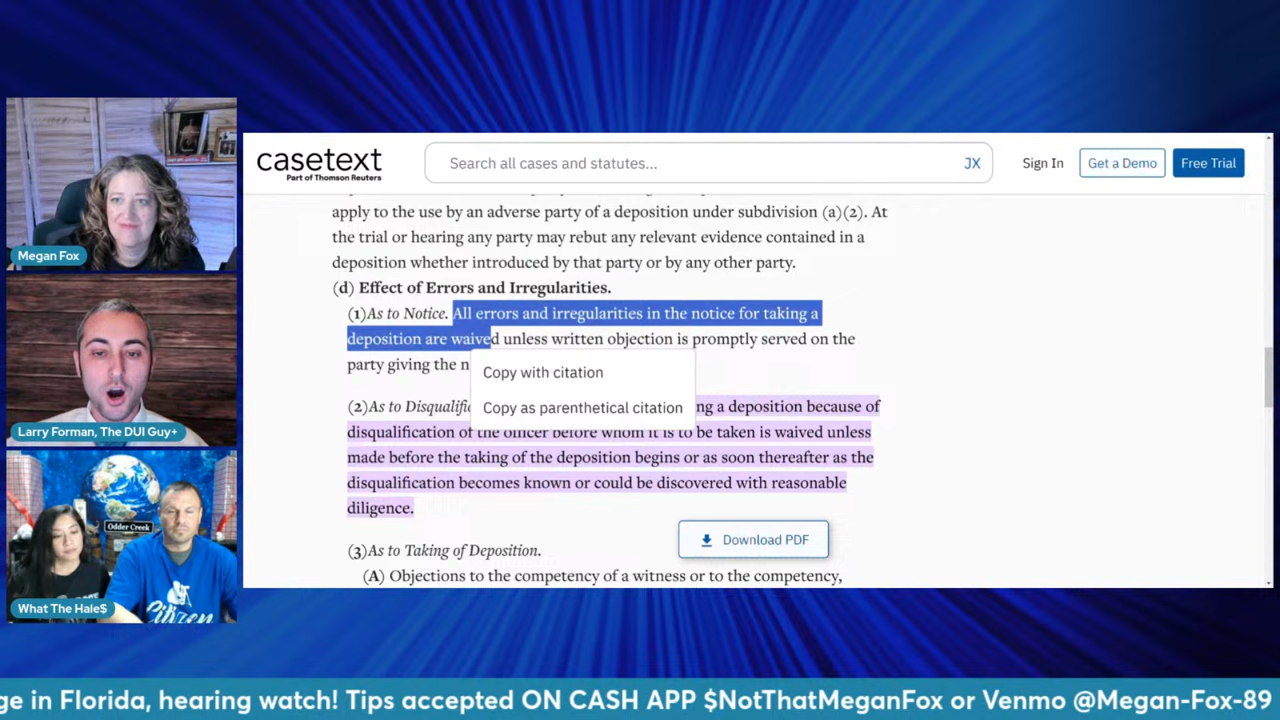 casetext
Part of Thomson Reuters
Search all cases and statutes...
JX
Sign In
Get a Demo
Free Trial
apply to the use by an adverse party of a deposition under subdivision (a)(2). At
the trial or hearing any party may rebut any relevant evidence contained in a
deposition whether introduced by that party or by any other party.
(d) Effect of Errors and Irregularities.
(1)As to Notice. All errors and irregularities in the notice for taking a
deposition are waived unless written objection is promptly served on the
party giving the n
Copy with citation
Copy as parenthetical citation
(2)As to Disqualific
ng a deposition because of
disqualification of the officer before whom it is to be taken is waived unless
made before the taking of the deposition begins or as soon thereafter as the
disqualification becomes known or could be discovered with reasonable
diligence.
Download PDF
(3)As to Taking of Deposition.
(A) Objections to the competency of a witness or to the competency,
Megan Fox
Larry Forman, The DUI Guy+
Odder Creek
Citizen
What The Hale$
ge in Florida, hearing watch! Tips accepted ON CASH APP $NotThatMeganFox or Venmo @Megan-Fox-89